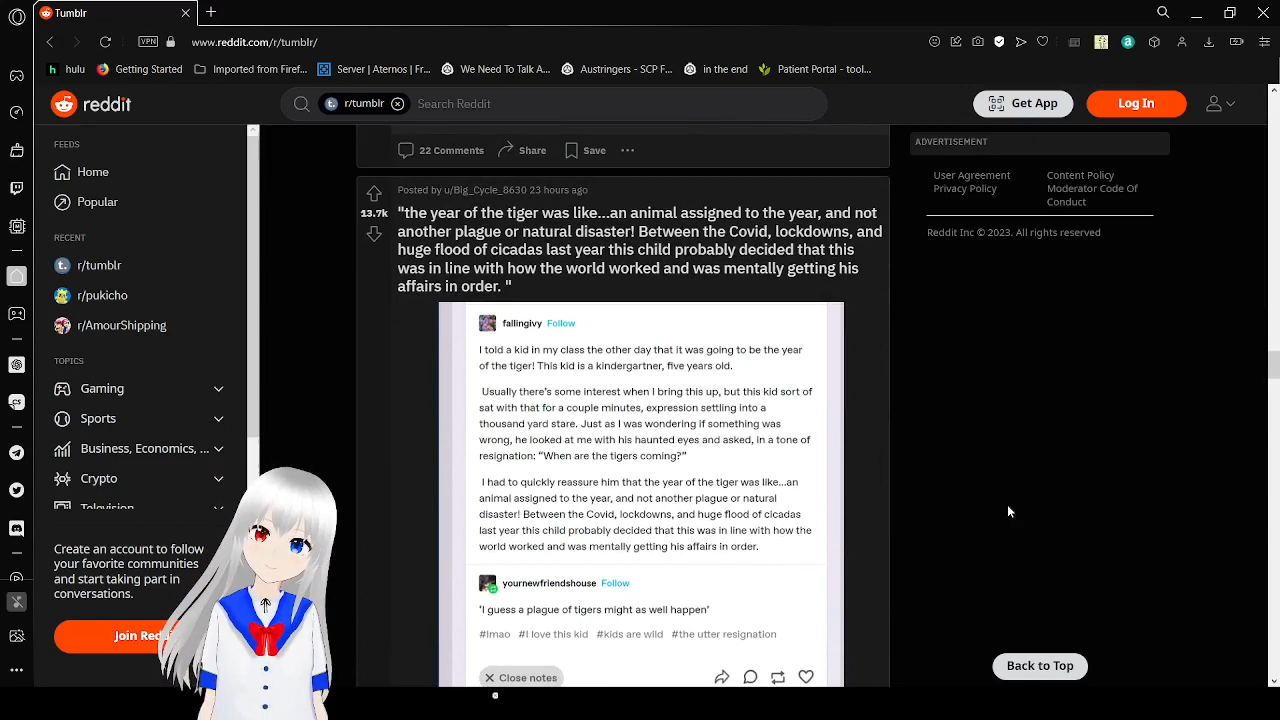 Tumblr
VPN
www.reddit.com/r/tumblr/
hulu
Getting Started
Imported from Firef...
Server | Aternos | Fr...
We Need To Talk A...
Austringers - SCP F...
in the end
Patient Portal - tool...
reddit
r/tumblr
Search Reddit
Get App
Log In
FEEDS
Home
Popular
RECENT
r/tumblr
r/pukicho
r/AmourShipping
TOPICS
Gaming
Sports
Business, Economics, ...
Crypto
Television
Create an account to follow
your favorite communities
and start taking part in
conversations.
22 Comments
Share
Save
Posted by u/Big_Cycle_8630 23 hours ago
13.7k
"the year of the tiger was like...an animal assigned to the year, and not
another plague or natural disaster! Between the Covid, lockdowns, and
huge flood of cicadas last year this child probably decided that this
was in line with how the world worked and was mentally getting his
affairs in order. "
fallingivy Follow
I told a kid in my class the other day that it was going to be the year
of the tiger! This kid is a kindergartner, five years old.
Usually there's some interest when I bring this up, but this kid sort of
sat with that for a couple minutes, expression settling into a
thousand yard stare. Just as I was wondering if something was
wrong, he looked at me with his haunted eyes and asked, in a tone of
resignation: “When are the tigers coming?”
I had to quickly reassure him that the year of the tiger was like...an
animal assigned to the year, and not another plague or natural
disaster! Between the Covid, lockdowns, and huge flood of cicadas
last year this child probably decided that this was in line with how the
world worked and was mentally getting his affairs in order.
yournewfriendshouse Follow
‘I guess a plague of tigers might as well happen’
#lmao #I love this kid #kids are wild #the utter resignation
Close notes
ADVERTISEMENT
User Agreement
Privacy Policy
Content Policy
Moderator Code Of
Conduct
Reddit Inc © 2023. All rights reserved
Back to Top